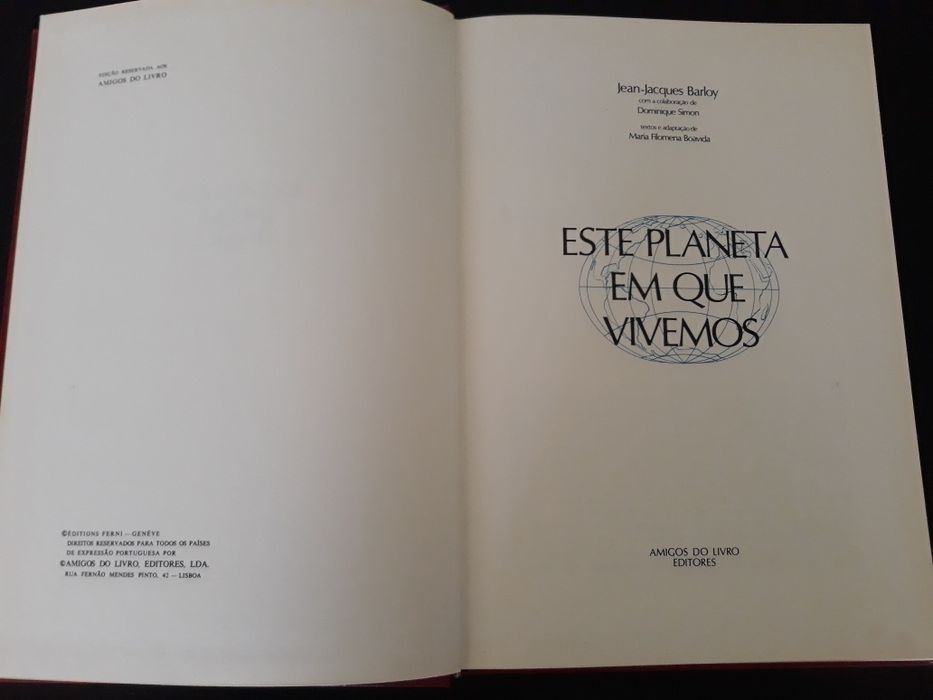 EDIÇÃO RESERVADA AOS
AMIGOS DO LIVRO
©ÉDITIONS FERNI — GENÈVE
DIREITOS RESERVADOS PARA TODOS OS PAÍSES
DE EXPRESSÃO PORTUGUESA POR
©AMIGOS DO LIVRO, EDITORES, LDA.
RUA FERNÃO MENDES PINTO, 42 — LISBOA
Jean-Jacques Barloy
com a colaboração de
Dominique Simon
textos e adaptação de
Maria Filomena Boavida
ESTE PLANETA
EM QUE
VIVEMOS
AMIGOS DO LIVRO
EDITORES